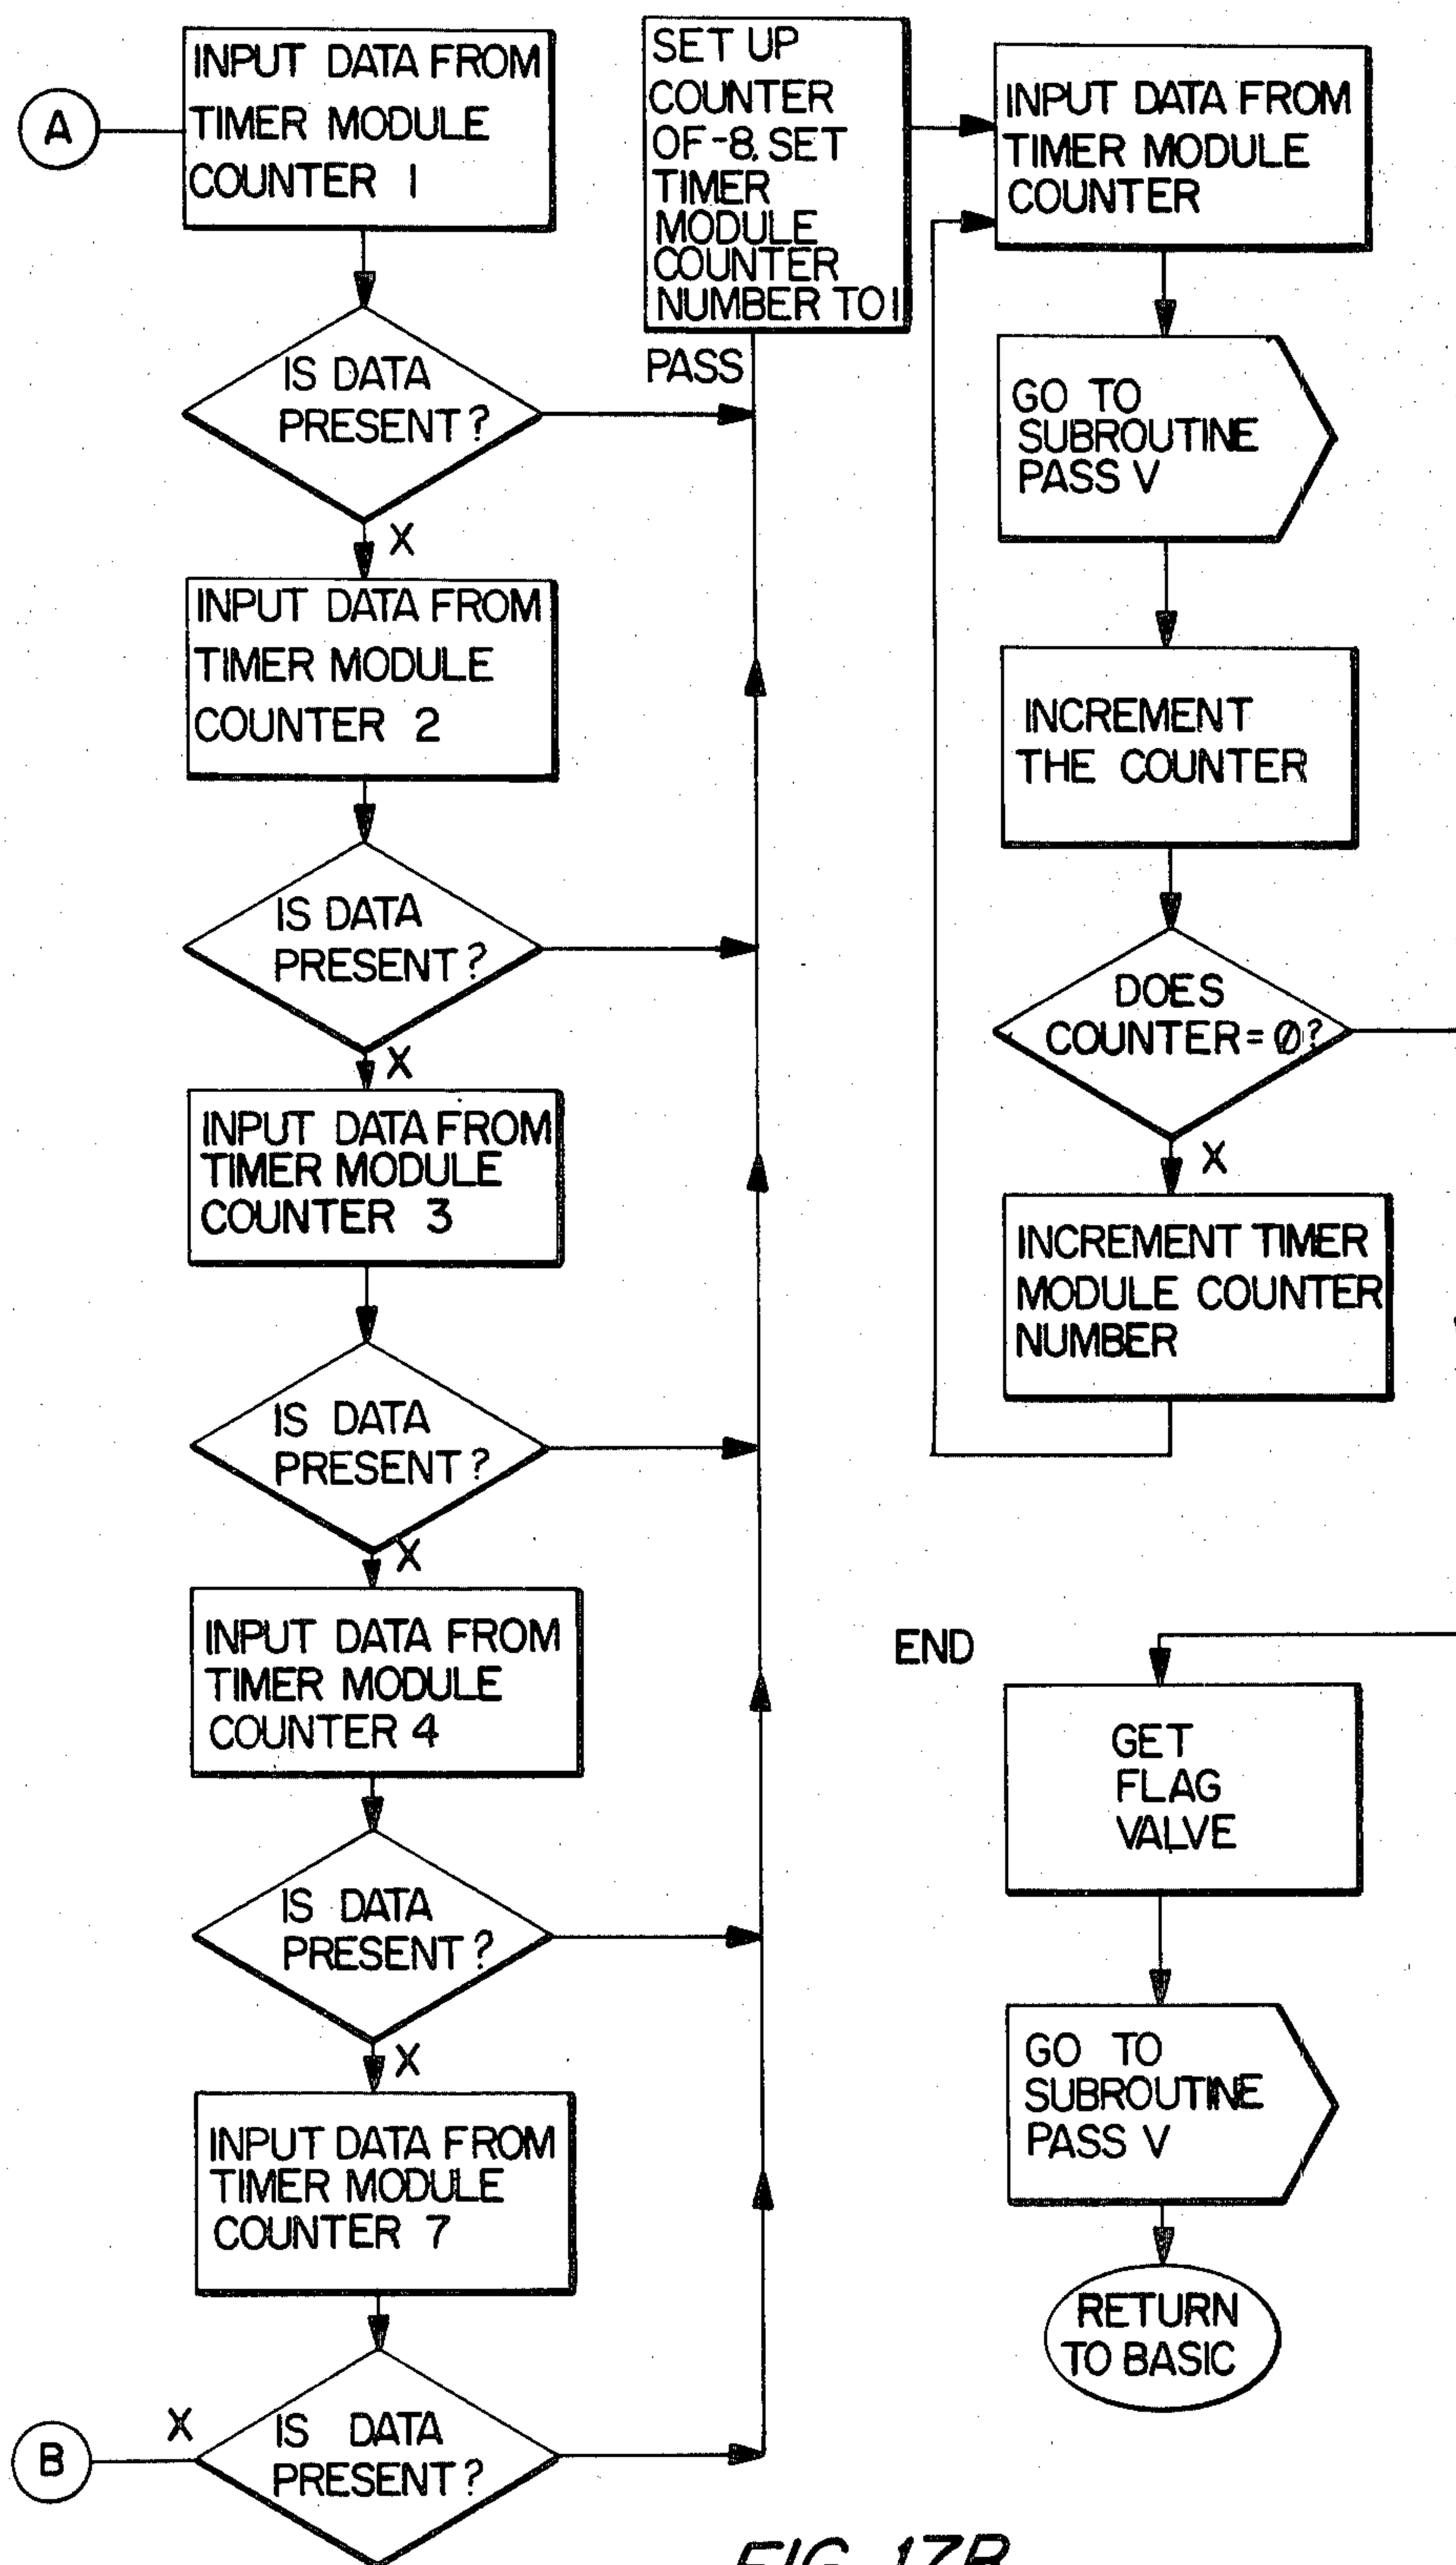 A
INPUT DATA FROM
TIMER MODULE
COUNTER 1
IS DATA
PRESENT?
X
INPUT DATA FROM
TIMER MODULE
COUNTER 2
IS DATA
PRESENT?
X
INPUT DATA FROM
TIMER MODULE
COUNTER 3
IS DATA
PRESENT?
X
INPUT DATA FROM
TIMER MODULE
COUNTER 4
IS DATA
PRESENT?
X
INPUT DATA FROM
TIMER MODULE
COUNTER 7
IS DATA
PRESENT?
X
B
SET UP
COUNTER
OF-8. SET
TIMER
MODULE
COUNTER
NUMBER TO 1
PASS
INPUT DATA FROM
TIMER MODULE
COUNTER
GO TO
SUBROUTINE
PASS V
INCREMENT
THE COUNTER
DOES
COUNTER=Ø?
X
INCREMENT TIMER
MODULE COUNTER
NUMBER
END
GET
FLAG
VALVE
GO TO
SUBROUTINE
PASS V
RETURN
TO BASIC
FIG. 17B